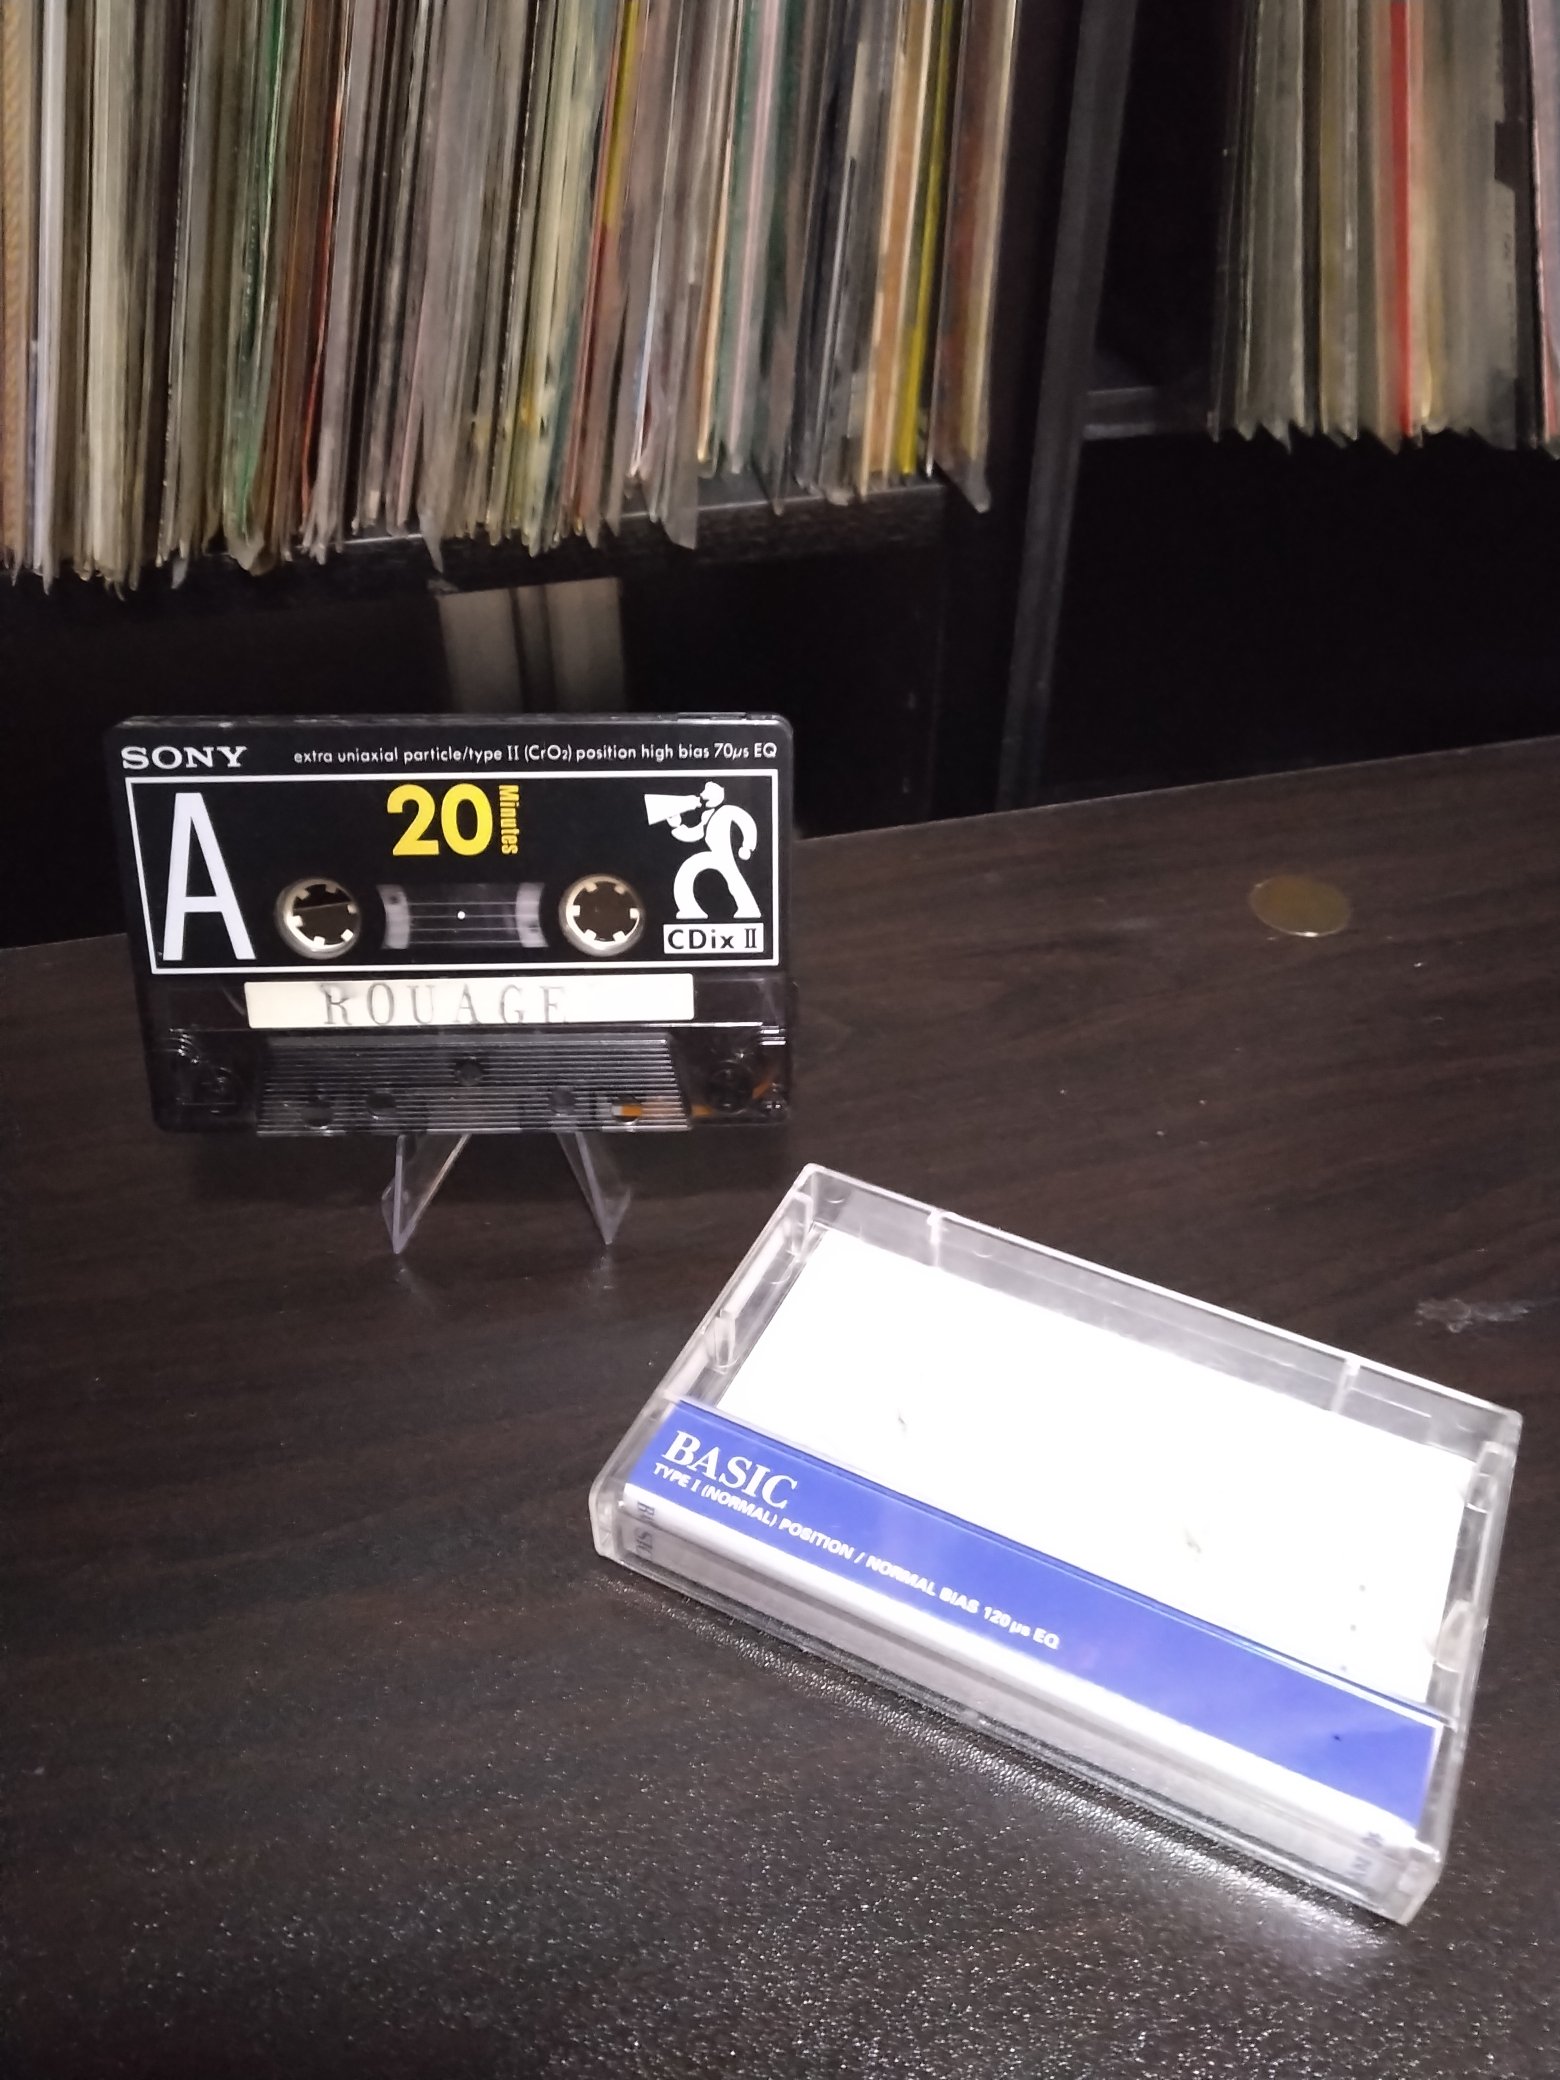 SONY
extra uniaxial particle/type II (CrO2) position high bias 70μs EQ
A
20
Minutes
CDix II
ROUAGE
BASIC
TYPE I (NORMAL) POSITION / NORMAL BIAS 120μs EQ
BASIC